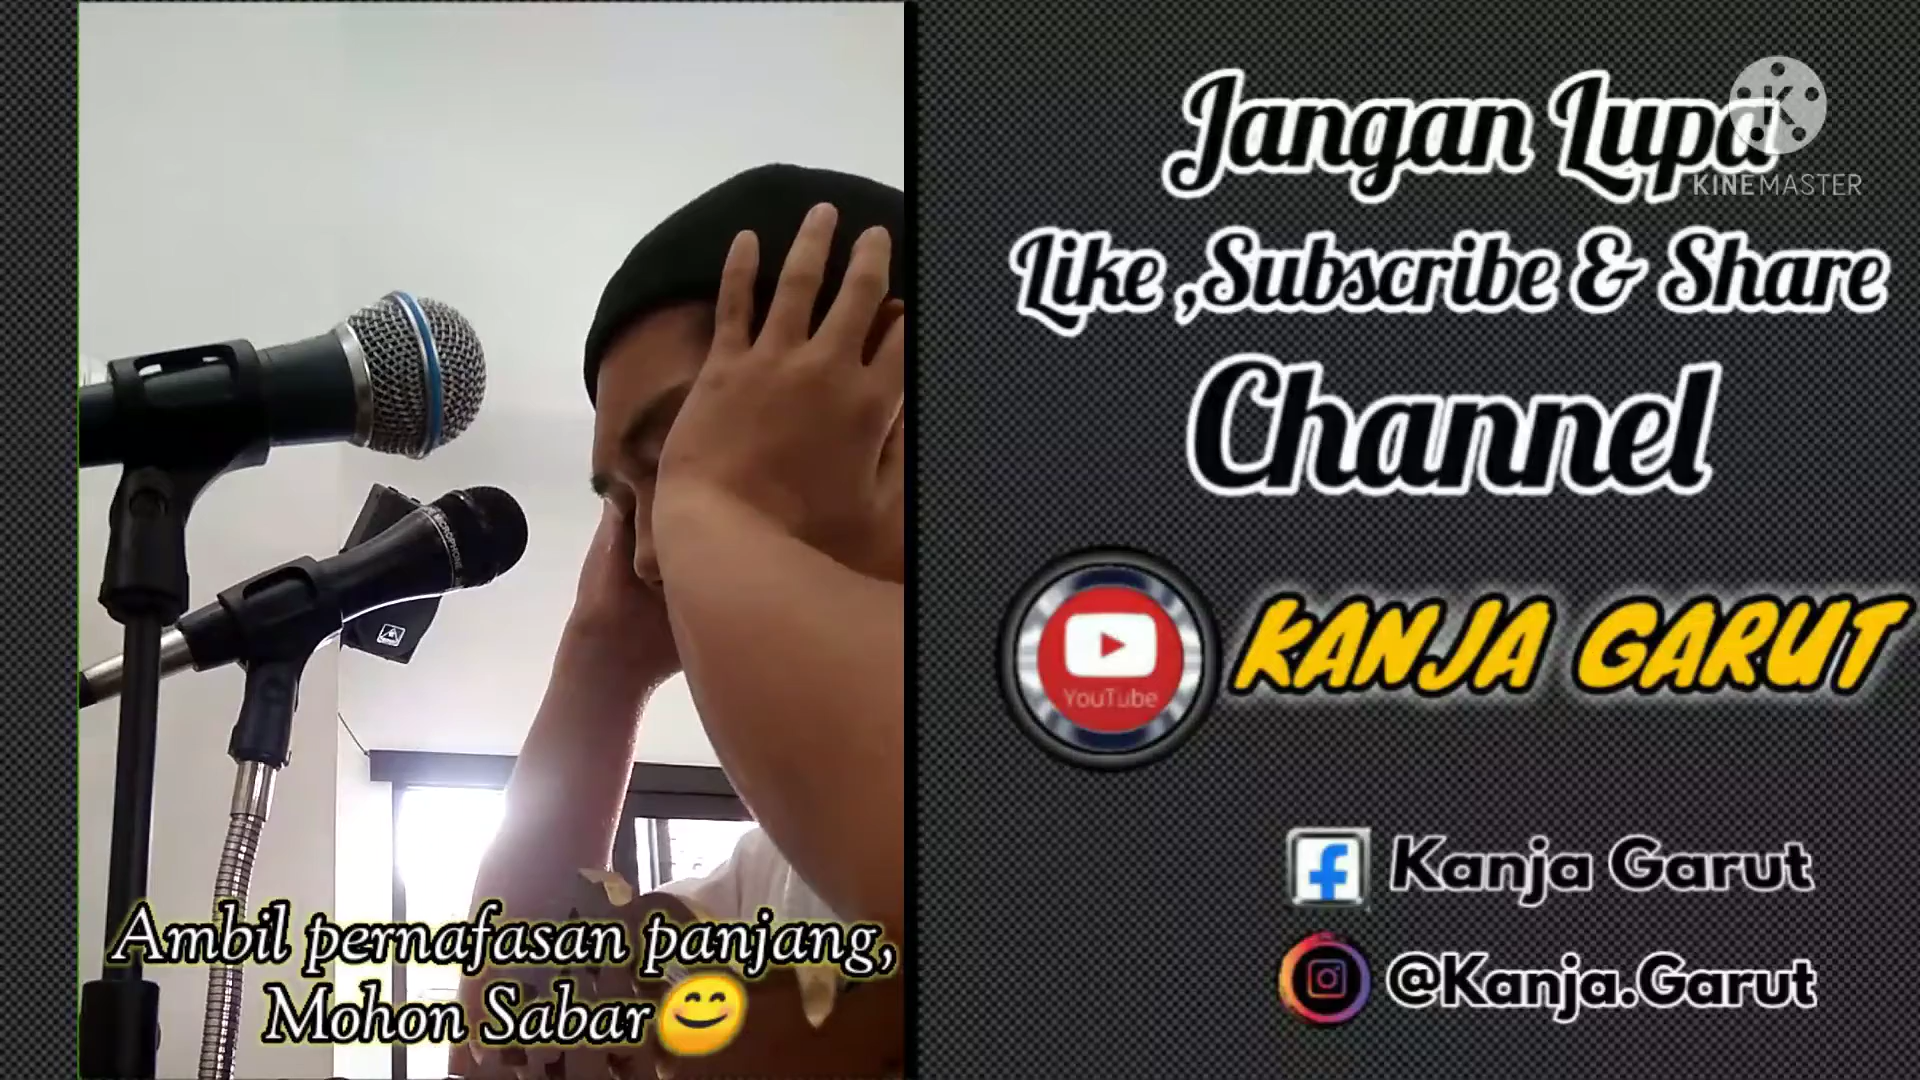 Jangan Lupa
KINEMASTER
Like ,Subscribe & Share
Channel
YouTube
KANJA GARUT
Kanja Garut
@Kanja.Garut
Ambil pernafasan panjang,
Mohon Sabar😊